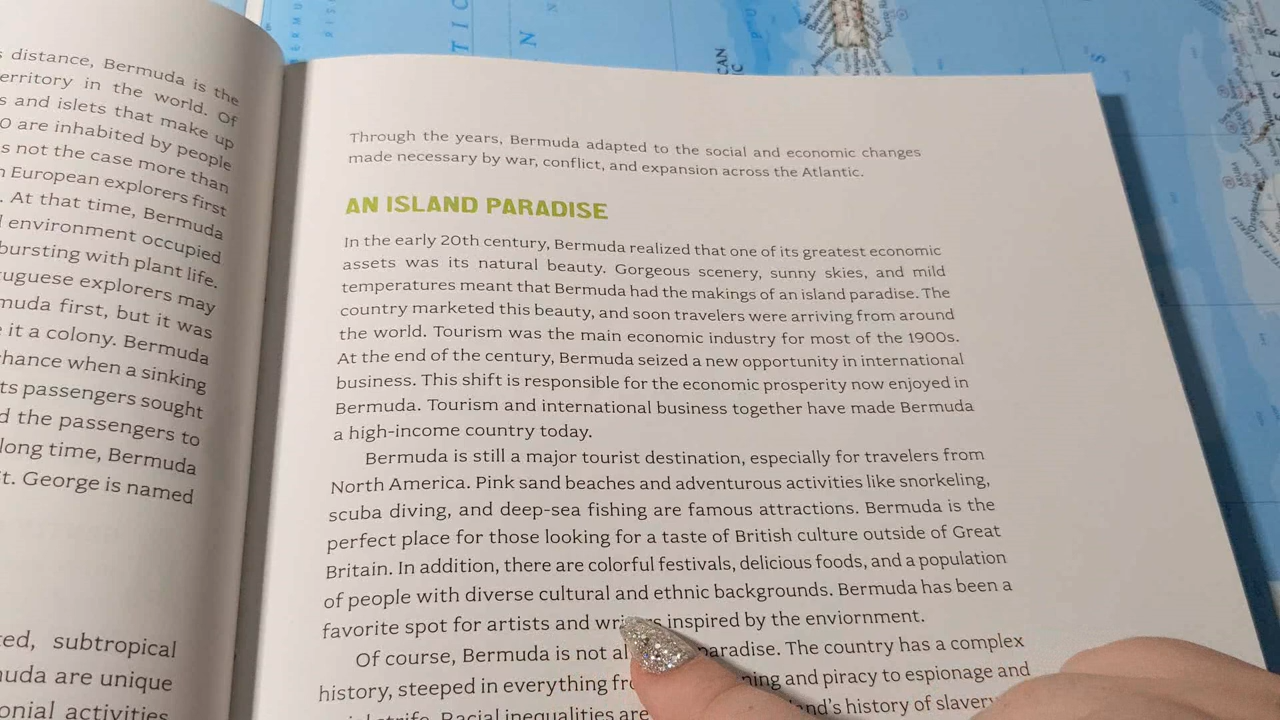 s distance, Bermuda is the
erritory in the world. Of
s and islets that make up
0 are inhabited by people
s not the case more than
n European explorers first
. At that time, Bermuda
l environment occupied
bursting with plant life.
tuguese explorers may
muda first, but it was
e it a colony. Bermuda
hance when a sinking
ts passengers sought
d the passengers to
long time, Bermuda
t. George is named
ted, subtropical
uda are unique
onial activities
Through the years, Bermuda adapted to the social and economic changes
made necessary by war, conflict, and expansion across the Atlantic.
AN ISLAND PARADISE
In the early 20th century, Bermuda realized that one of its greatest economic
assets was its natural beauty. Gorgeous scenery, sunny skies, and mild
temperatures meant that Bermuda had the makings of an island paradise. The
country marketed this beauty, and soon travelers were arriving from around
the world. Tourism was the main economic industry for most of the 1900s.
At the end of the century, Bermuda seized a new opportunity in international
business. This shift is responsible for the economic prosperity now enjoyed in
Bermuda. Tourism and international business together have made Bermuda
a high-income country today.
Bermuda is still a major tourist destination, especially for travelers from
North America. Pink sand beaches and adventurous activities like snorkeling,
scuba diving, and deep-sea fishing are famous attractions. Bermuda is the
perfect place for those looking for a taste of British culture outside of Great
Britain. In addition, there are colorful festivals, delicious foods, and a population
of people with diverse cultural and ethnic backgrounds. Bermuda has been a
favorite spot for artists and writers inspired by the enviornment.
Of course, Bermuda is not al paradise. The country has a complex
history, steeped in everything fro ning and piracy to espionage and
strife. Racial inequalities are nd's history of slavery